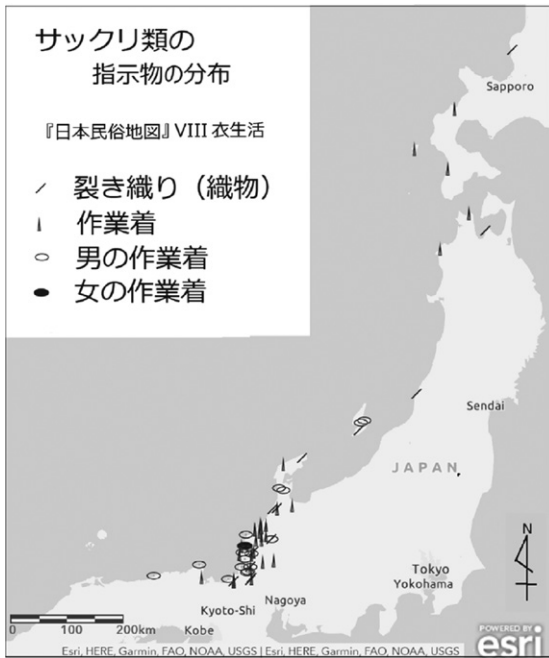 サックリ類の
指示物の分布
『日本民俗地図』VIII 衣生活
裂き織り（織物）
作業着
男の作業着
女の作業着
Sapporo
Sendai
JAPAN
N
Tokyo
Yokohama
Nagoya
Kyoto-Shi
Kobe
0 100 200km
POWERED BY
esri
Esri, HERE, Garmin, FAO, NOAA, USGS | Esri, HERE, Garmin, FAO, NOAA, USGS